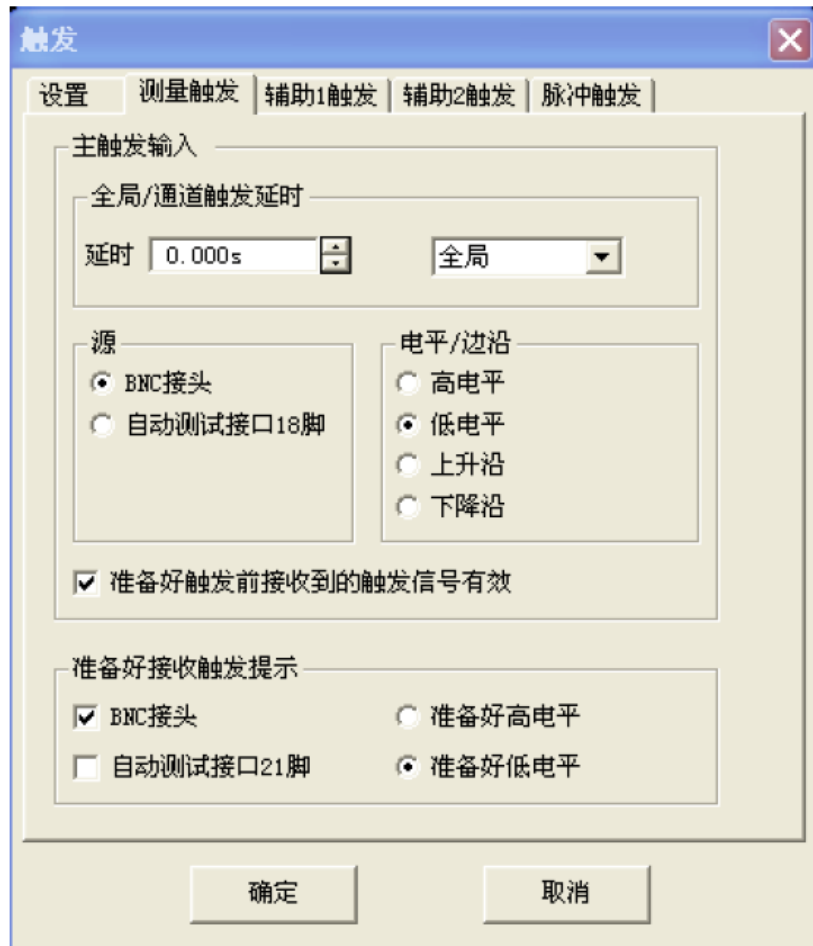 触发
设置 测量触发 辅助1触发 辅助2触发 脉冲触发
主触发输入
全局/通道触发延时
延时 0.000s 全局
源 电平/边沿
BNC接头 高电平
自动测试接口18脚 低电平
上升沿
下降沿
准备好触发前接收到的触发信号有效
准备好接收触发提示
BNC接头 准备好高电平
自动测试接口21脚 准备好低电平
确定 取消